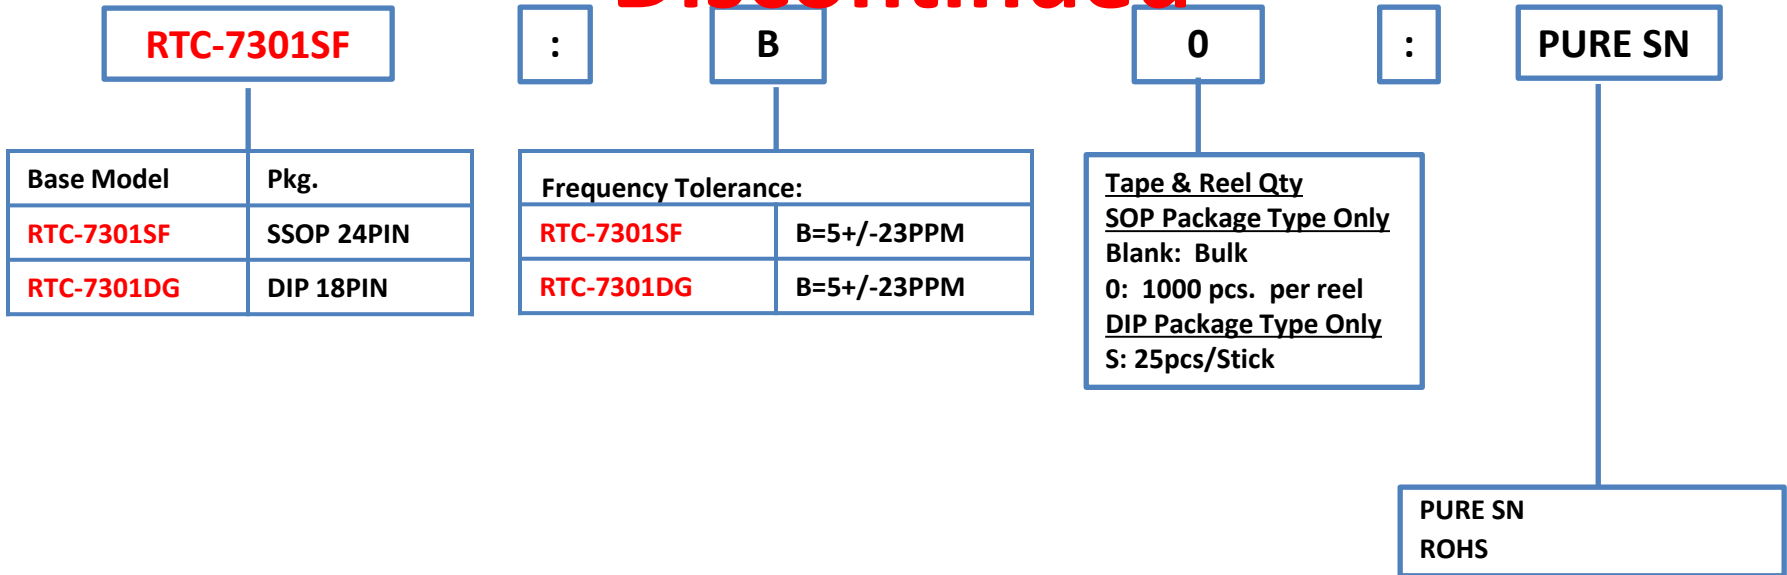 Discontinued
RTC-7301SF : B 0 : PURE SN
Base Model Pkg.
RTC-7301SF SSOP 24PIN
RTC-7301DG DIP 18PIN
Frequency Tolerance:
RTC-7301SF B=5+/-23PPM
RTC-7301DG B=5+/-23PPM
Tape & Reel Qty
SOP Package Type Only
Blank: Bulk
0: 1000 pcs. per reel
DIP Package Type Only
S: 25pcs/Stick
PURE SN
ROHS